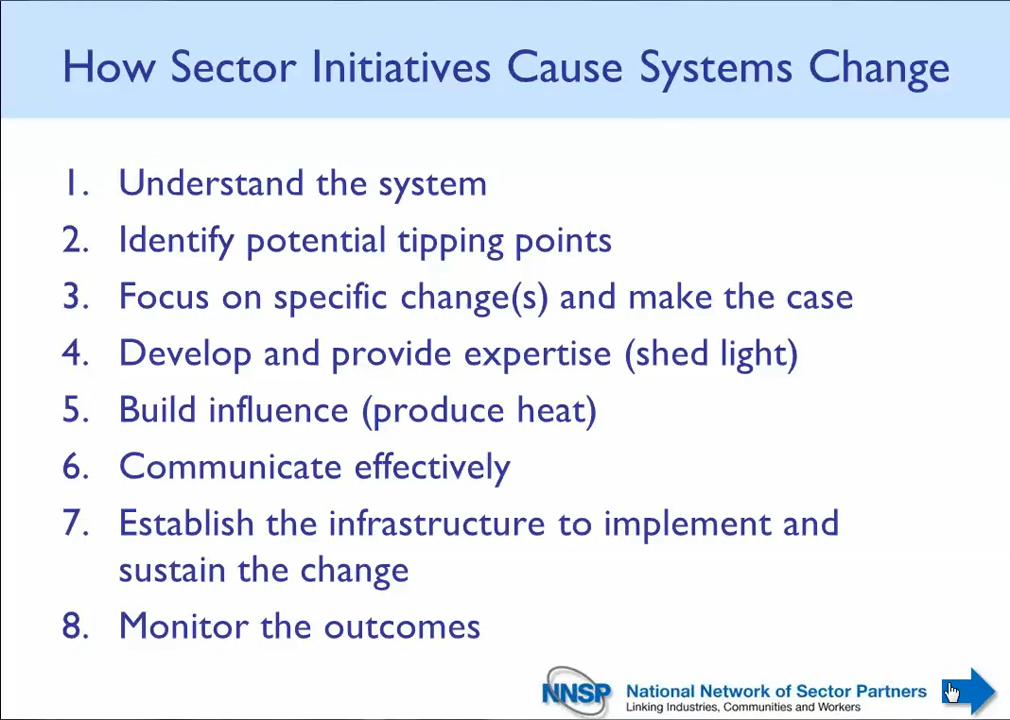 How Sector Initiatives Cause Systems Change
1. Understand the system
2. Identify potential tipping points
3. Focus on specific change(s) and make the case
4. Develop and provide expertise (shed light)
5. Build influence (produce heat)
6. Communicate effectively
7. Establish the infrastructure to implement and
sustain the change
8. Monitor the outcomes
NNSP National Network of Sector Partners
Linking Industries, Communities and Workers